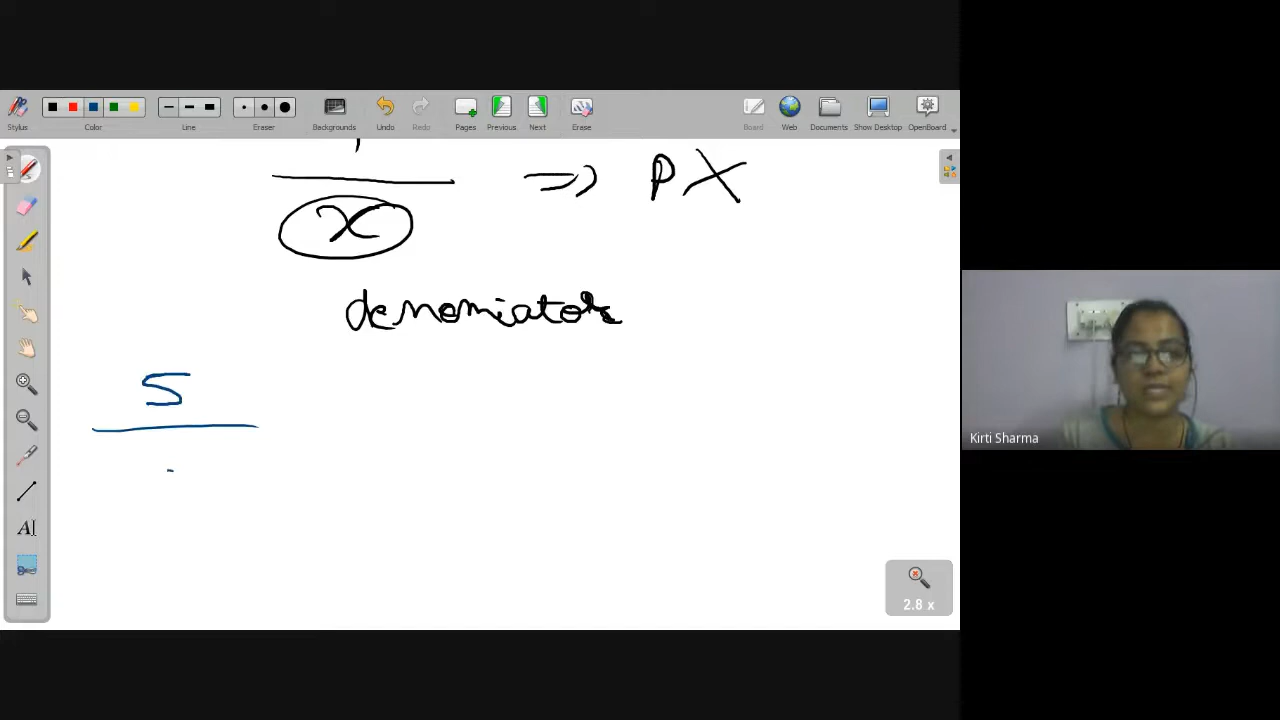 Stylus Color Line Eraser Backgrounds Undo Redo Pages Previous Next Erase Board Web Documents Show Desktop OpenBoard
x ⇒ P X
denomiator
5
Kirti Sharma
2.8 x